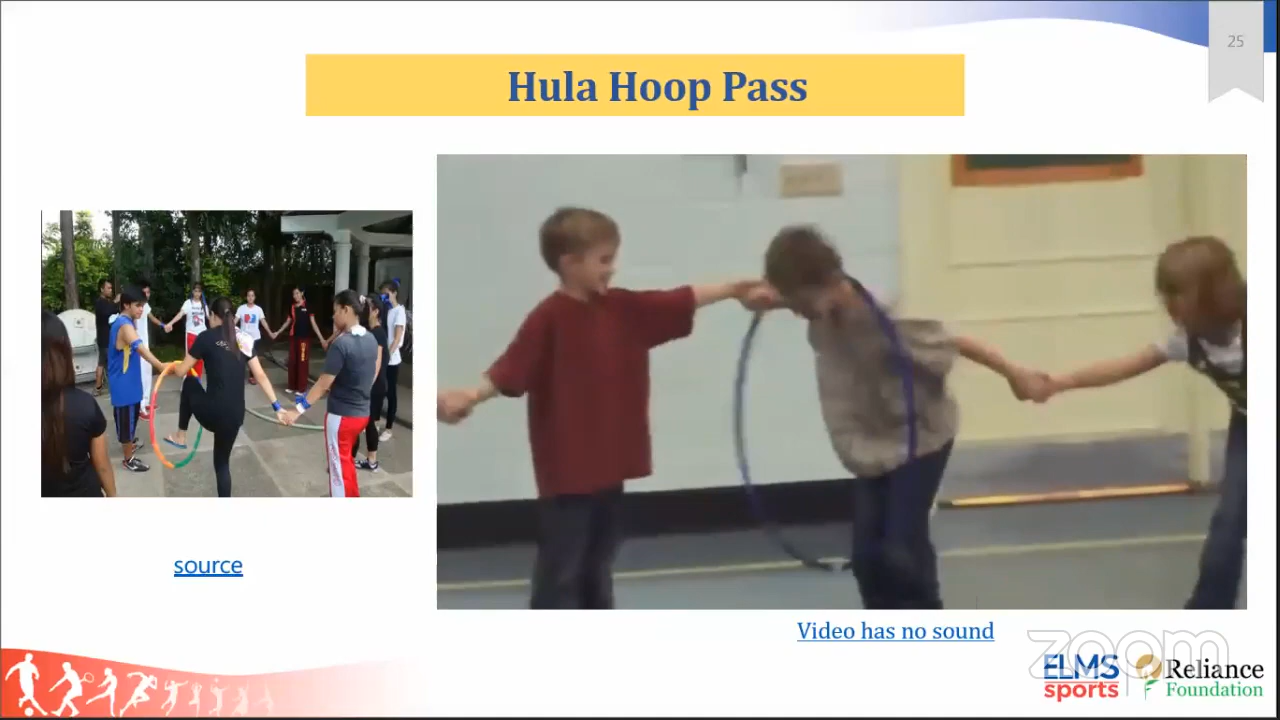 25
Hula Hoop Pass
source
Video has no sound
zoom
ELMS
sports
Reliance
Foundation